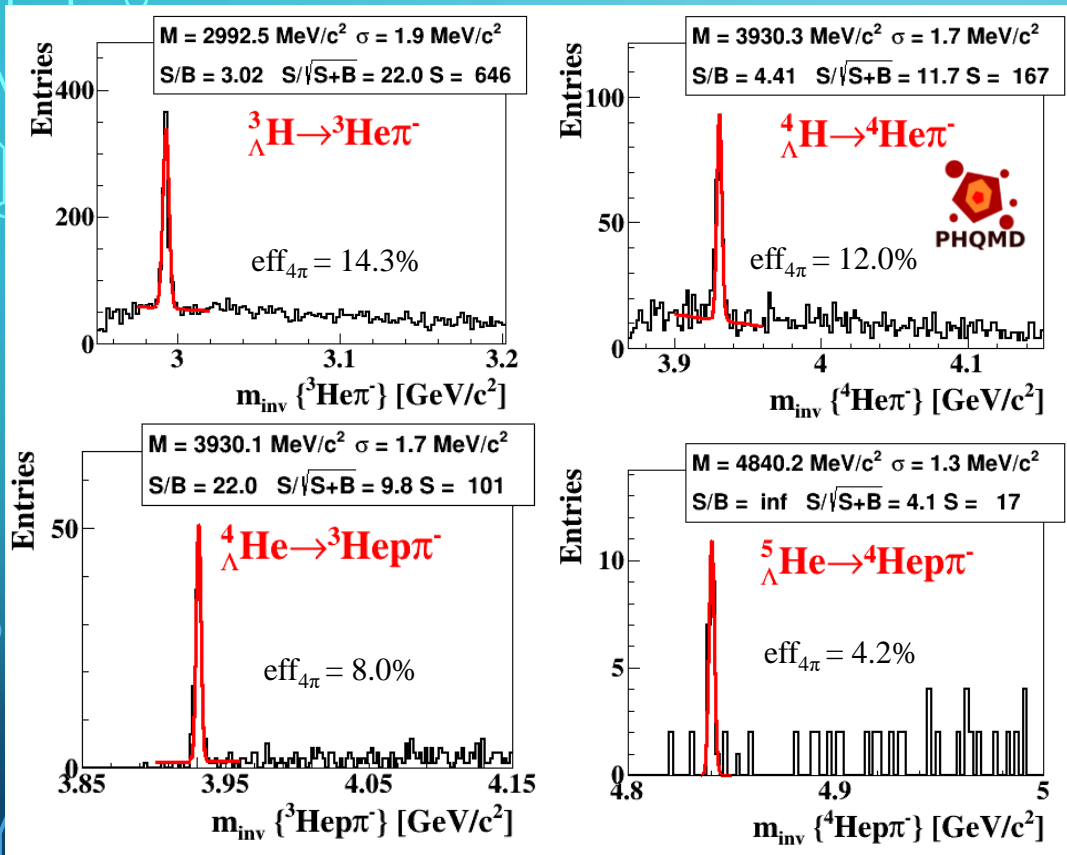 M = 2992.5 MeV/c² σ = 1.9 MeV/c²
S/B = 3.02 S/√S+B = 22.0 S = 646
Entries
400
200
0
³ΛH→³Heπ⁻
eff4π = 14.3%
3 3.1 3.2
m_inv {³Heπ⁻} [GeV/c²]
M = 3930.3 MeV/c² σ = 1.7 MeV/c²
S/B = 4.41 S/√S+B = 11.7 S = 167
Entries
100
50
0
⁴ΛH→⁴Heπ⁻
PHQMD
eff4π = 12.0%
3.9 4 4.1
m_inv {⁴Heπ⁻} [GeV/c²]
M = 3930.1 MeV/c² σ = 1.7 MeV/c²
S/B = 22.0 S/√S+B = 9.8 S = 101
Entries
50
0
⁴ΛHe→³Hepπ⁻
eff4π = 8.0%
3.85 3.95 4.05 4.15
m_inv {³Hepπ⁻} [GeV/c²]
M = 4840.2 MeV/c² σ = 1.3 MeV/c²
S/B = inf S/√S+B = 4.1 S = 17
Entries
10
5
0
⁵ΛHe→⁴Hepπ⁻
eff4π = 4.2%
4.8 4.9 5
m_inv {⁴Hepπ⁻} [GeV/c²]